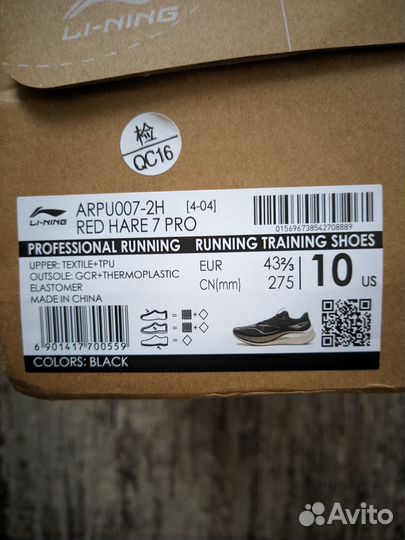 LI-NING
检
QC16
LI-NING
ARPU007-2H [4-04]
RED HARE 7 PRO
015696738542708889
PROFESSIONAL RUNNING RUNNING TRAINING SHOES
UPPER: TEXTILE+TPU
OUTSOLE: GCR+THERMOPLASTIC
ELASTOMER
MADE IN CHINA
EUR 43⅔
CN(mm) 275
10 US
6 901417 700559
COLORS: BLACK
Avito